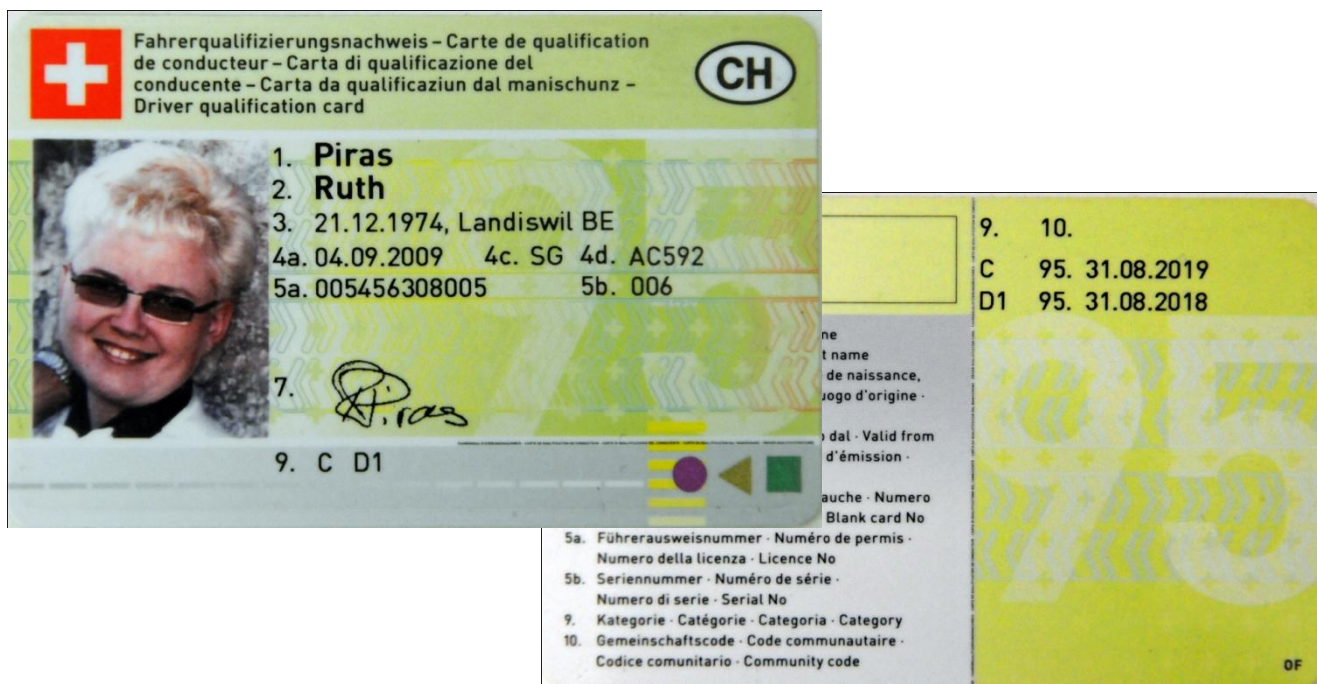 Fahrerqualifizierungsnachweis – Carte de qualification
de conducteur – Carta di qualificazione del
conducente – Carta da qualificaziun dal manischunz –
Driver qualification card
CH
1. Piras
2. Ruth
3. 21.12.1974, Landiswil BE
4a. 04.09.2009 4c. SG 4d. AC592
5a. 005456308005 5b. 006
7. R. Piras
9. C D1
9. 10.
C 95. 31.08.2019
D1 95. 31.08.2018
name
de naissance,
luogo d'origine ·
dal · Valid from
d'émission ·
Numero
Blank card No
5a. Führerausweisnummer · Numéro de permis ·
Numero della licenza · Licence No
5b. Seriennummer · Numéro de série ·
Numero di serie · Serial No
9. Kategorie · Catégorie · Categoria · Category
10. Gemeinschaftscode · Code communautaire ·
Codice comunitario · Community code
95
OF